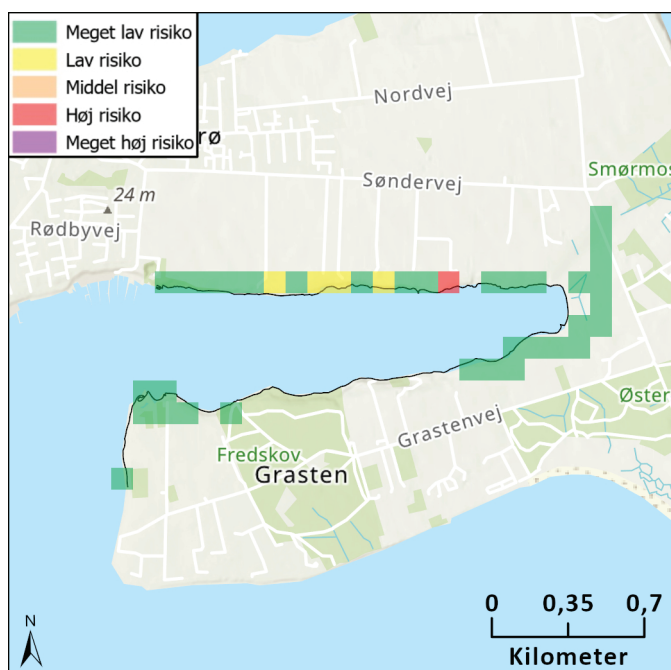 Meget lav risiko
Lav risiko
Middel risiko
Høj risiko
Meget høj risiko
rø
Nordvej
Søndervej
Smørmos
24 m
Rødbyvej
Øster
Grastenvej
Fredskov
Grasten
N
0 0,35 0,7
Kilometer